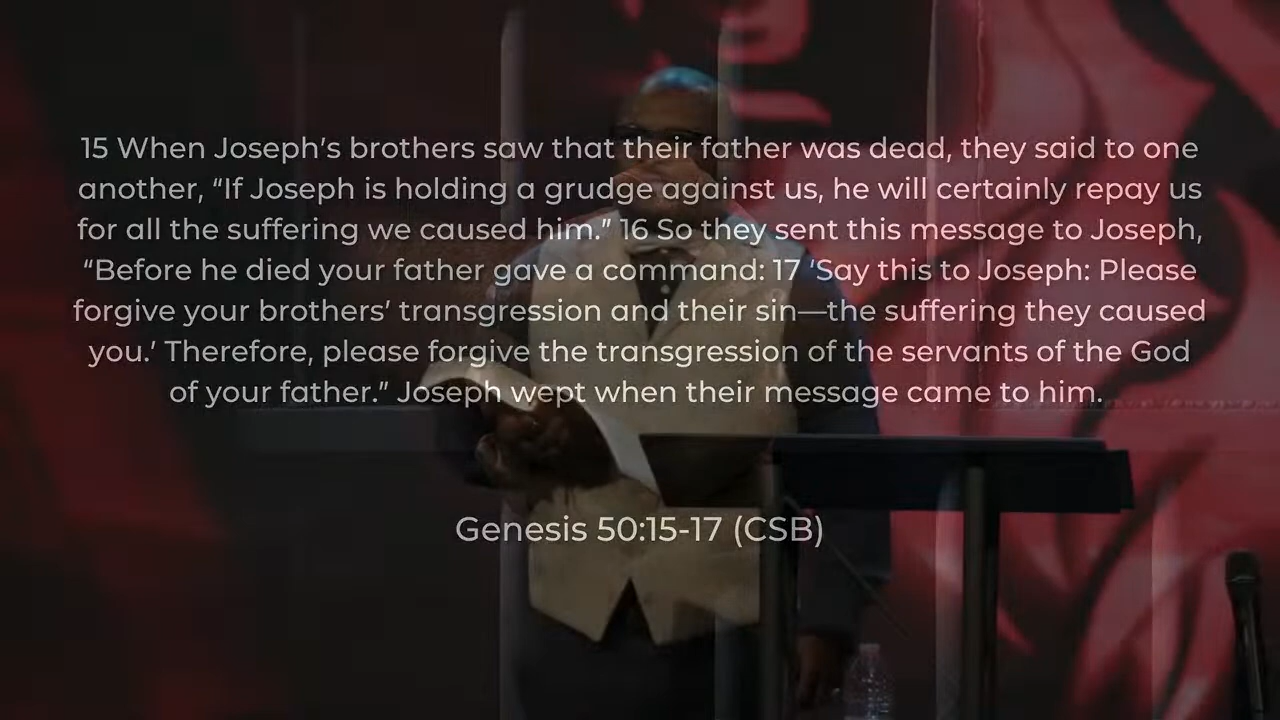 15 When Joseph’s brothers saw that their father was dead, they said to one
another, “If Joseph is holding a grudge against us, he will certainly repay us
for all the suffering we caused him.” 16 So they sent this message to Joseph,
“Before he died your father gave a command: 17 ‘Say this to Joseph: Please
forgive your brothers’ transgression and their sin—the suffering they caused
you.’ Therefore, please forgive the transgression of the servants of the God
of your father.” Joseph wept when their message came to him.
Genesis 50:15-17 (CSB)